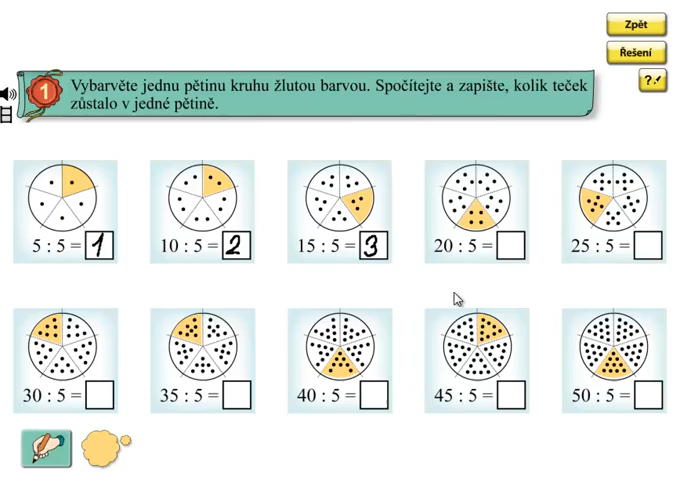 Zpět
Řešení
?
1
Vybarvěte jednu pětinu kruhu žlutou barvou. Spočítejte a zapište, kolik teček
zůstalo v jedné pětině.
5 : 5 = 1
10 : 5 = 2
15 : 5 = 3
20 : 5 =
25 : 5 =
30 : 5 =
35 : 5 =
40 : 5 =
45 : 5 =
50 : 5 =